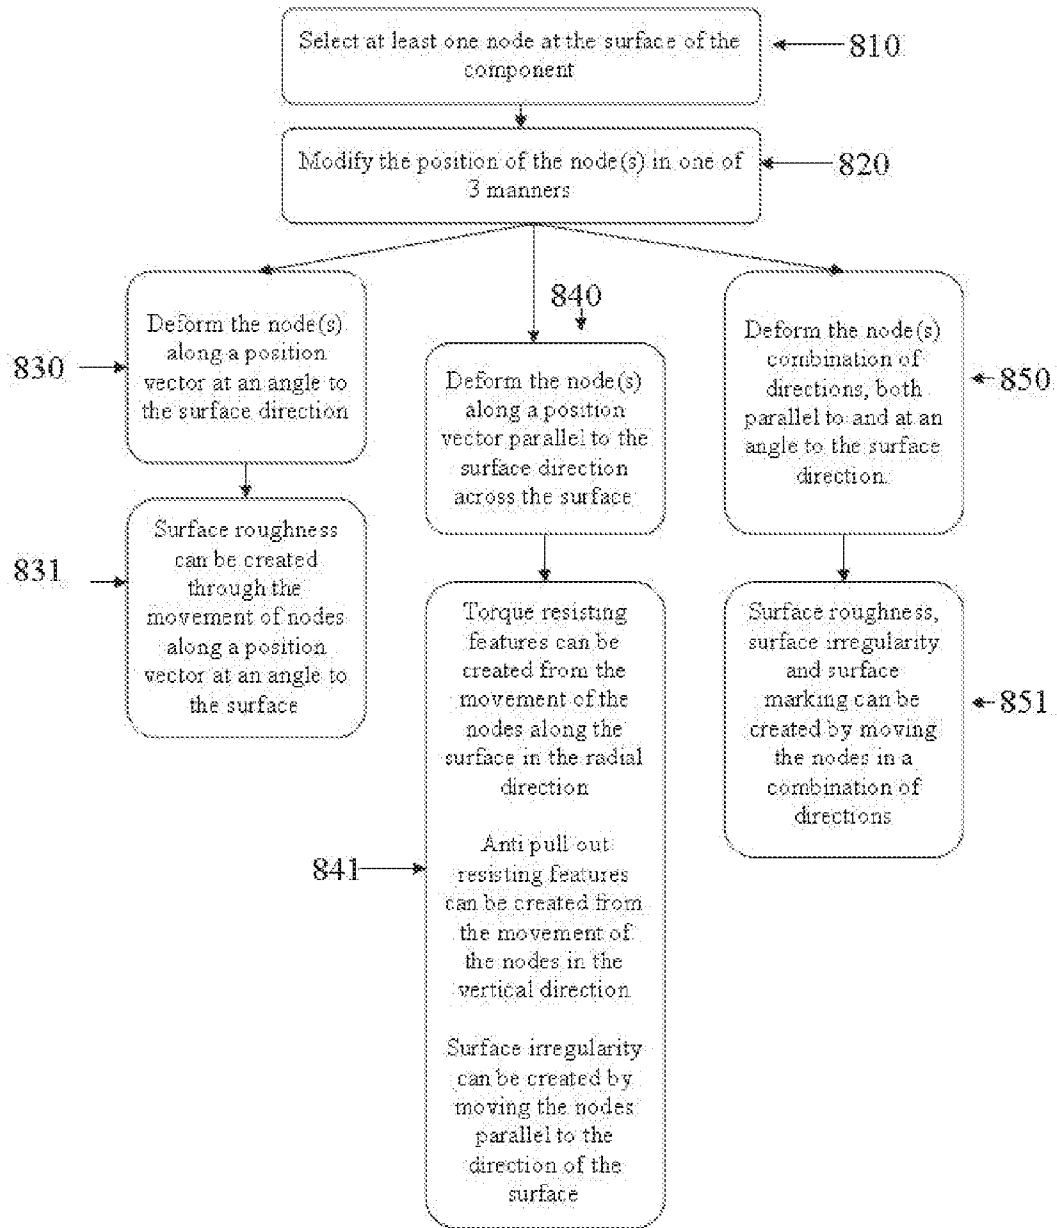 Select at least one node at the surface of the
component
810
Modify the position of the node(s) in one of
3 manners
820
830
Deform the node(s)
along a position
vector at an angle to
the surface direction
840
Deform the node(s)
along a position
vector parallel to the
surface direction
across the surface
Deform the node(s)
combination of
directions, both
parallel to and at an
angle to the surface
direction.
850
831
Surface roughness
can be created
through the
movement of nodes
along a position
vector at an angle to
the surface
841
Torque resisting
features can be
created from the
movement of the
nodes along the
surface in the radial
direction
Anti pull out
resisting features
can be created from
the movement of
the nodes in the
vertical direction
Surface irregularity
can be created by
moving the nodes
parallel to the
direction of the
surface
Surface roughness,
surface irregularity
and surface
marking can be
created by moving
the nodes in a
combination of
directions
851